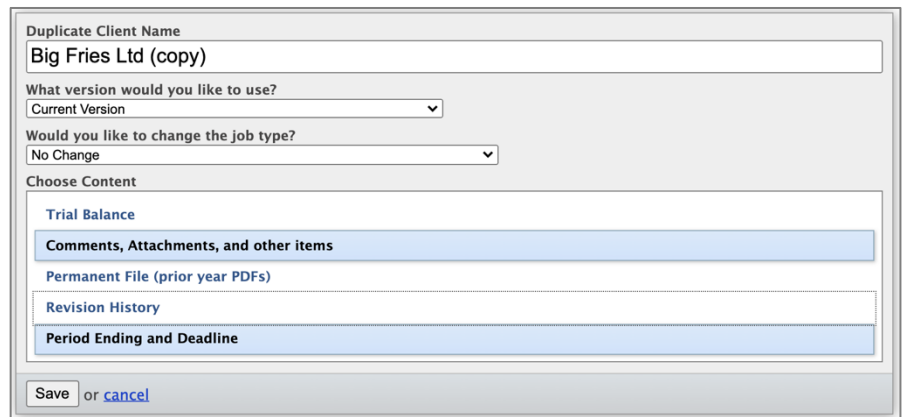 Duplicate Client Name
Big Fries Ltd (copy)
What version would you like to use?
Current Version
Would you like to change the job type?
No Change
Choose Content
Trial Balance
Comments, Attachments, and other items
Permanent File (prior year PDFs)
Revision History
Period Ending and Deadline
Save or cancel